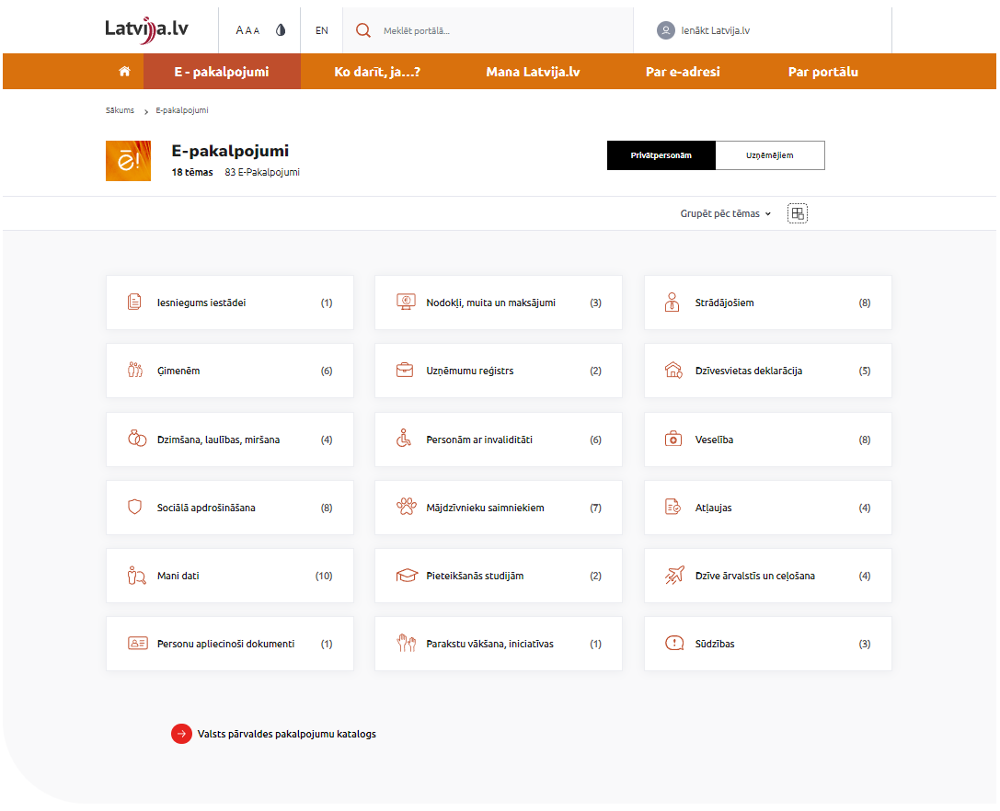 Latvija.lv
A A A
EN
Meklēt portālā...
Ienākt Latvija.lv
E - pakalpojumi
Ko darīt, ja...?
Mana Latvija.lv
Par e-adresi
Par portālu
Sākums > E-pakalpojumi
ē!
E-pakalpojumi
18 tēmas 83 E-Pakalpojumi
Privātpersonām
Uzņēmējiem
Grupēt pēc tēmas
Iesniegums iestādei (1)
Nodokļi, muita un maksājumi (3)
Strādājošiem (8)
Ģimenēm (6)
Uzņēmumu reģistrs (2)
Dzīvesvietas deklarācija (5)
Dzimšana, laulības, miršana (4)
Personām ar invaliditāti (6)
Veselība (8)
Sociālā apdrošināšana (8)
Mājdzīvnieku saimniekiem (7)
Atļaujas (4)
Mani dati (10)
Pieteikšanās studijām (2)
Dzīve ārvalstīs un ceļošana (4)
Personu apliecinoši dokumenti (1)
Parakstu vākšana, iniciatīvas (1)
Sūdzības (3)
Valsts pārvaldes pakalpojumu katalogs